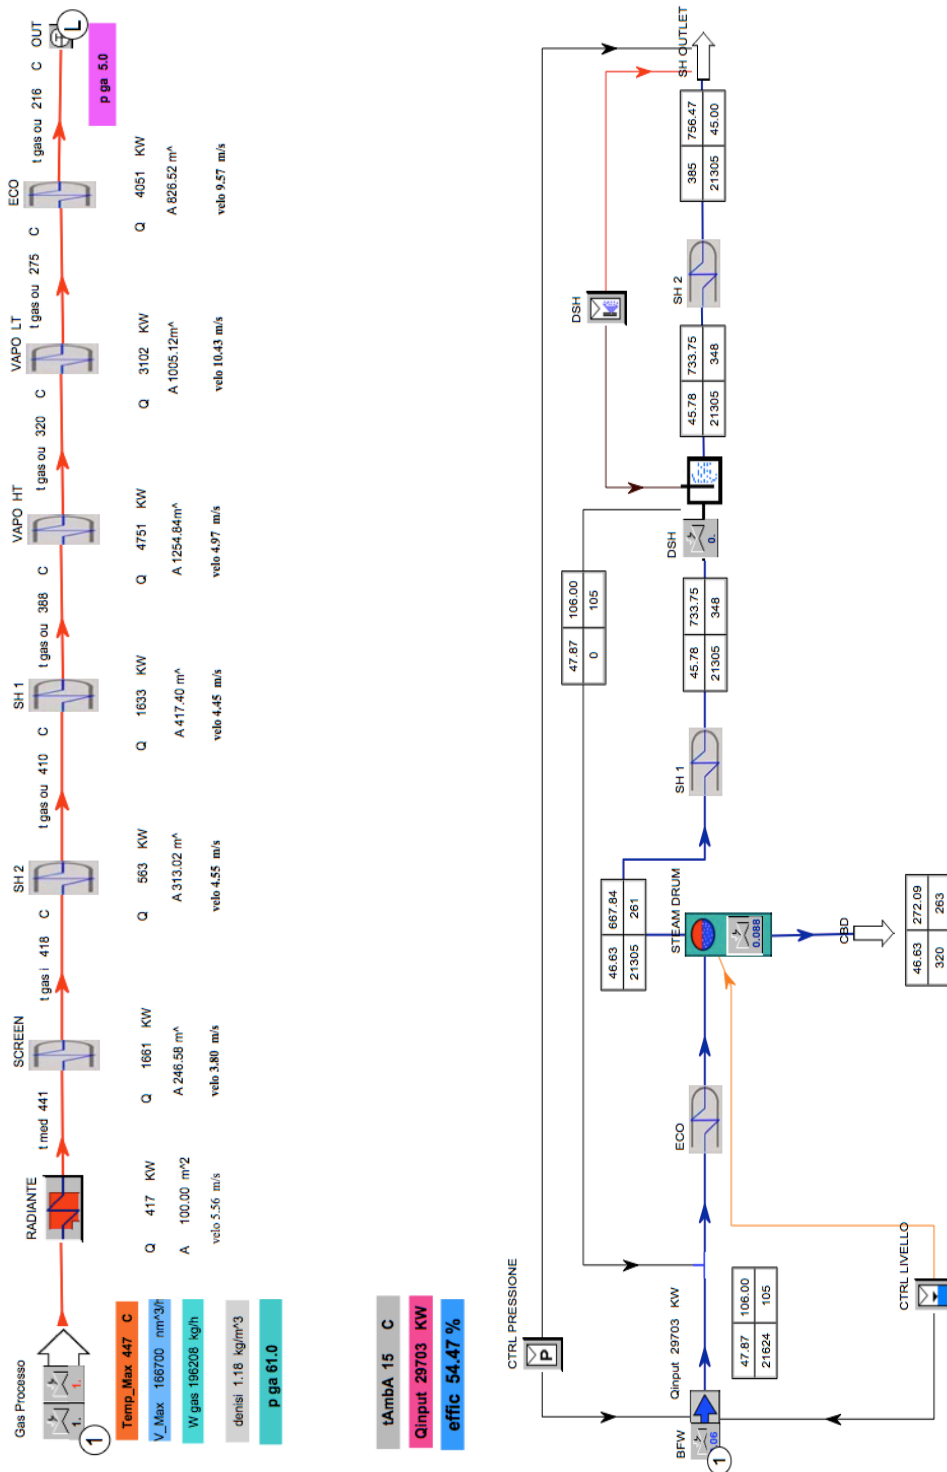 Gas Processo
1.
1.
1
RADIANTE
t med 441
SCREEN
t gas i 418 C
SH 2
t gas ou 410 C
SH 1
t gas ou 388 C
VAPO HT
t gas ou 320 C
VAPO LT
t gas ou 275 C
ECO
t gas ou 216 C
OUT
L
p ga 5.0
Q 417 KW
A 100.00 m^2
velo 5.56 m/s
Q 1661 KW
A 246.58 m^
velo 3.80 m/s
Q 563 KW
A 313.02 m^
velo 4.55 m/s
Q 1633 KW
A 417.40 m^
velo 4.45 m/s
Q 4751 KW
A 1254.84m^
velo 4.97 m/s
Q 3102 KW
A 1005.12m^
velo 10.43 m/s
Q 4051 KW
A 826.52 m^
velo 9.57 m/s
Temp_Max 447 C
V_Max 166700 nm^3/h
W gas 196208 kg/h
denisi 1.18 kg/m^3
p ga 61.0
tAmbA 15 C
Qinput 29703 KW
effic 54.47 %
CTRL PRESSIONE
P
BFW
1
Qinput 29703 KW
47.87 106.00
21624 105
CTRL LIVELLO
ECO
STEAM DRUM
0.088
46.63 667.84
21305 261
CBD
46.63 272.09
320 263
SH 1
45.78 733.75
21305 348
47.87 106.00
0 105
DSH
0.
DSH
45.78 733.75
21305 348
SH 2
385 756.47
21305 45.00
SH OUTLET